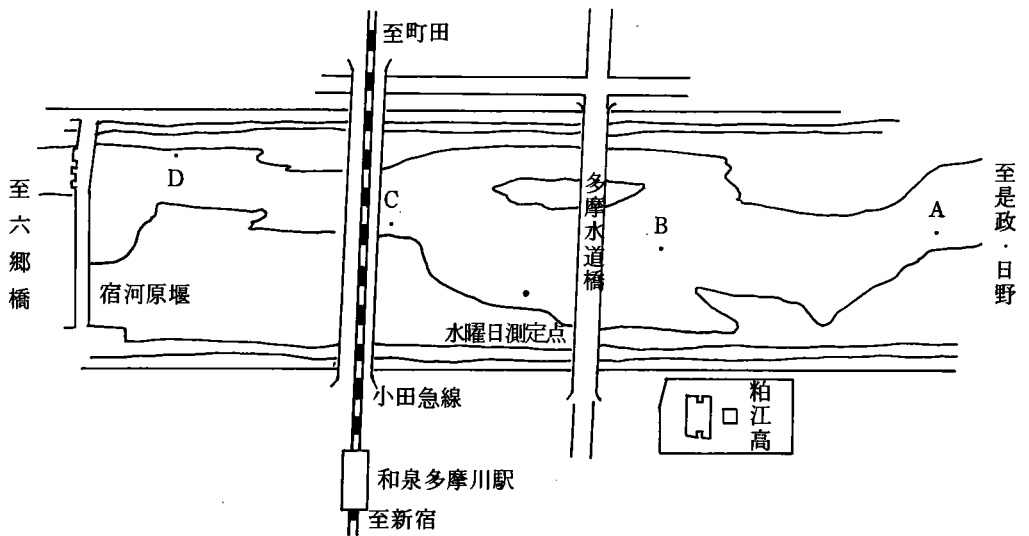 至町田
至六郷橋
D
C
多摩水道橋
B
A
至是政・日野
宿河原堰
水曜日測定点
小田急線
粕江高
和泉多摩川駅
至新宿